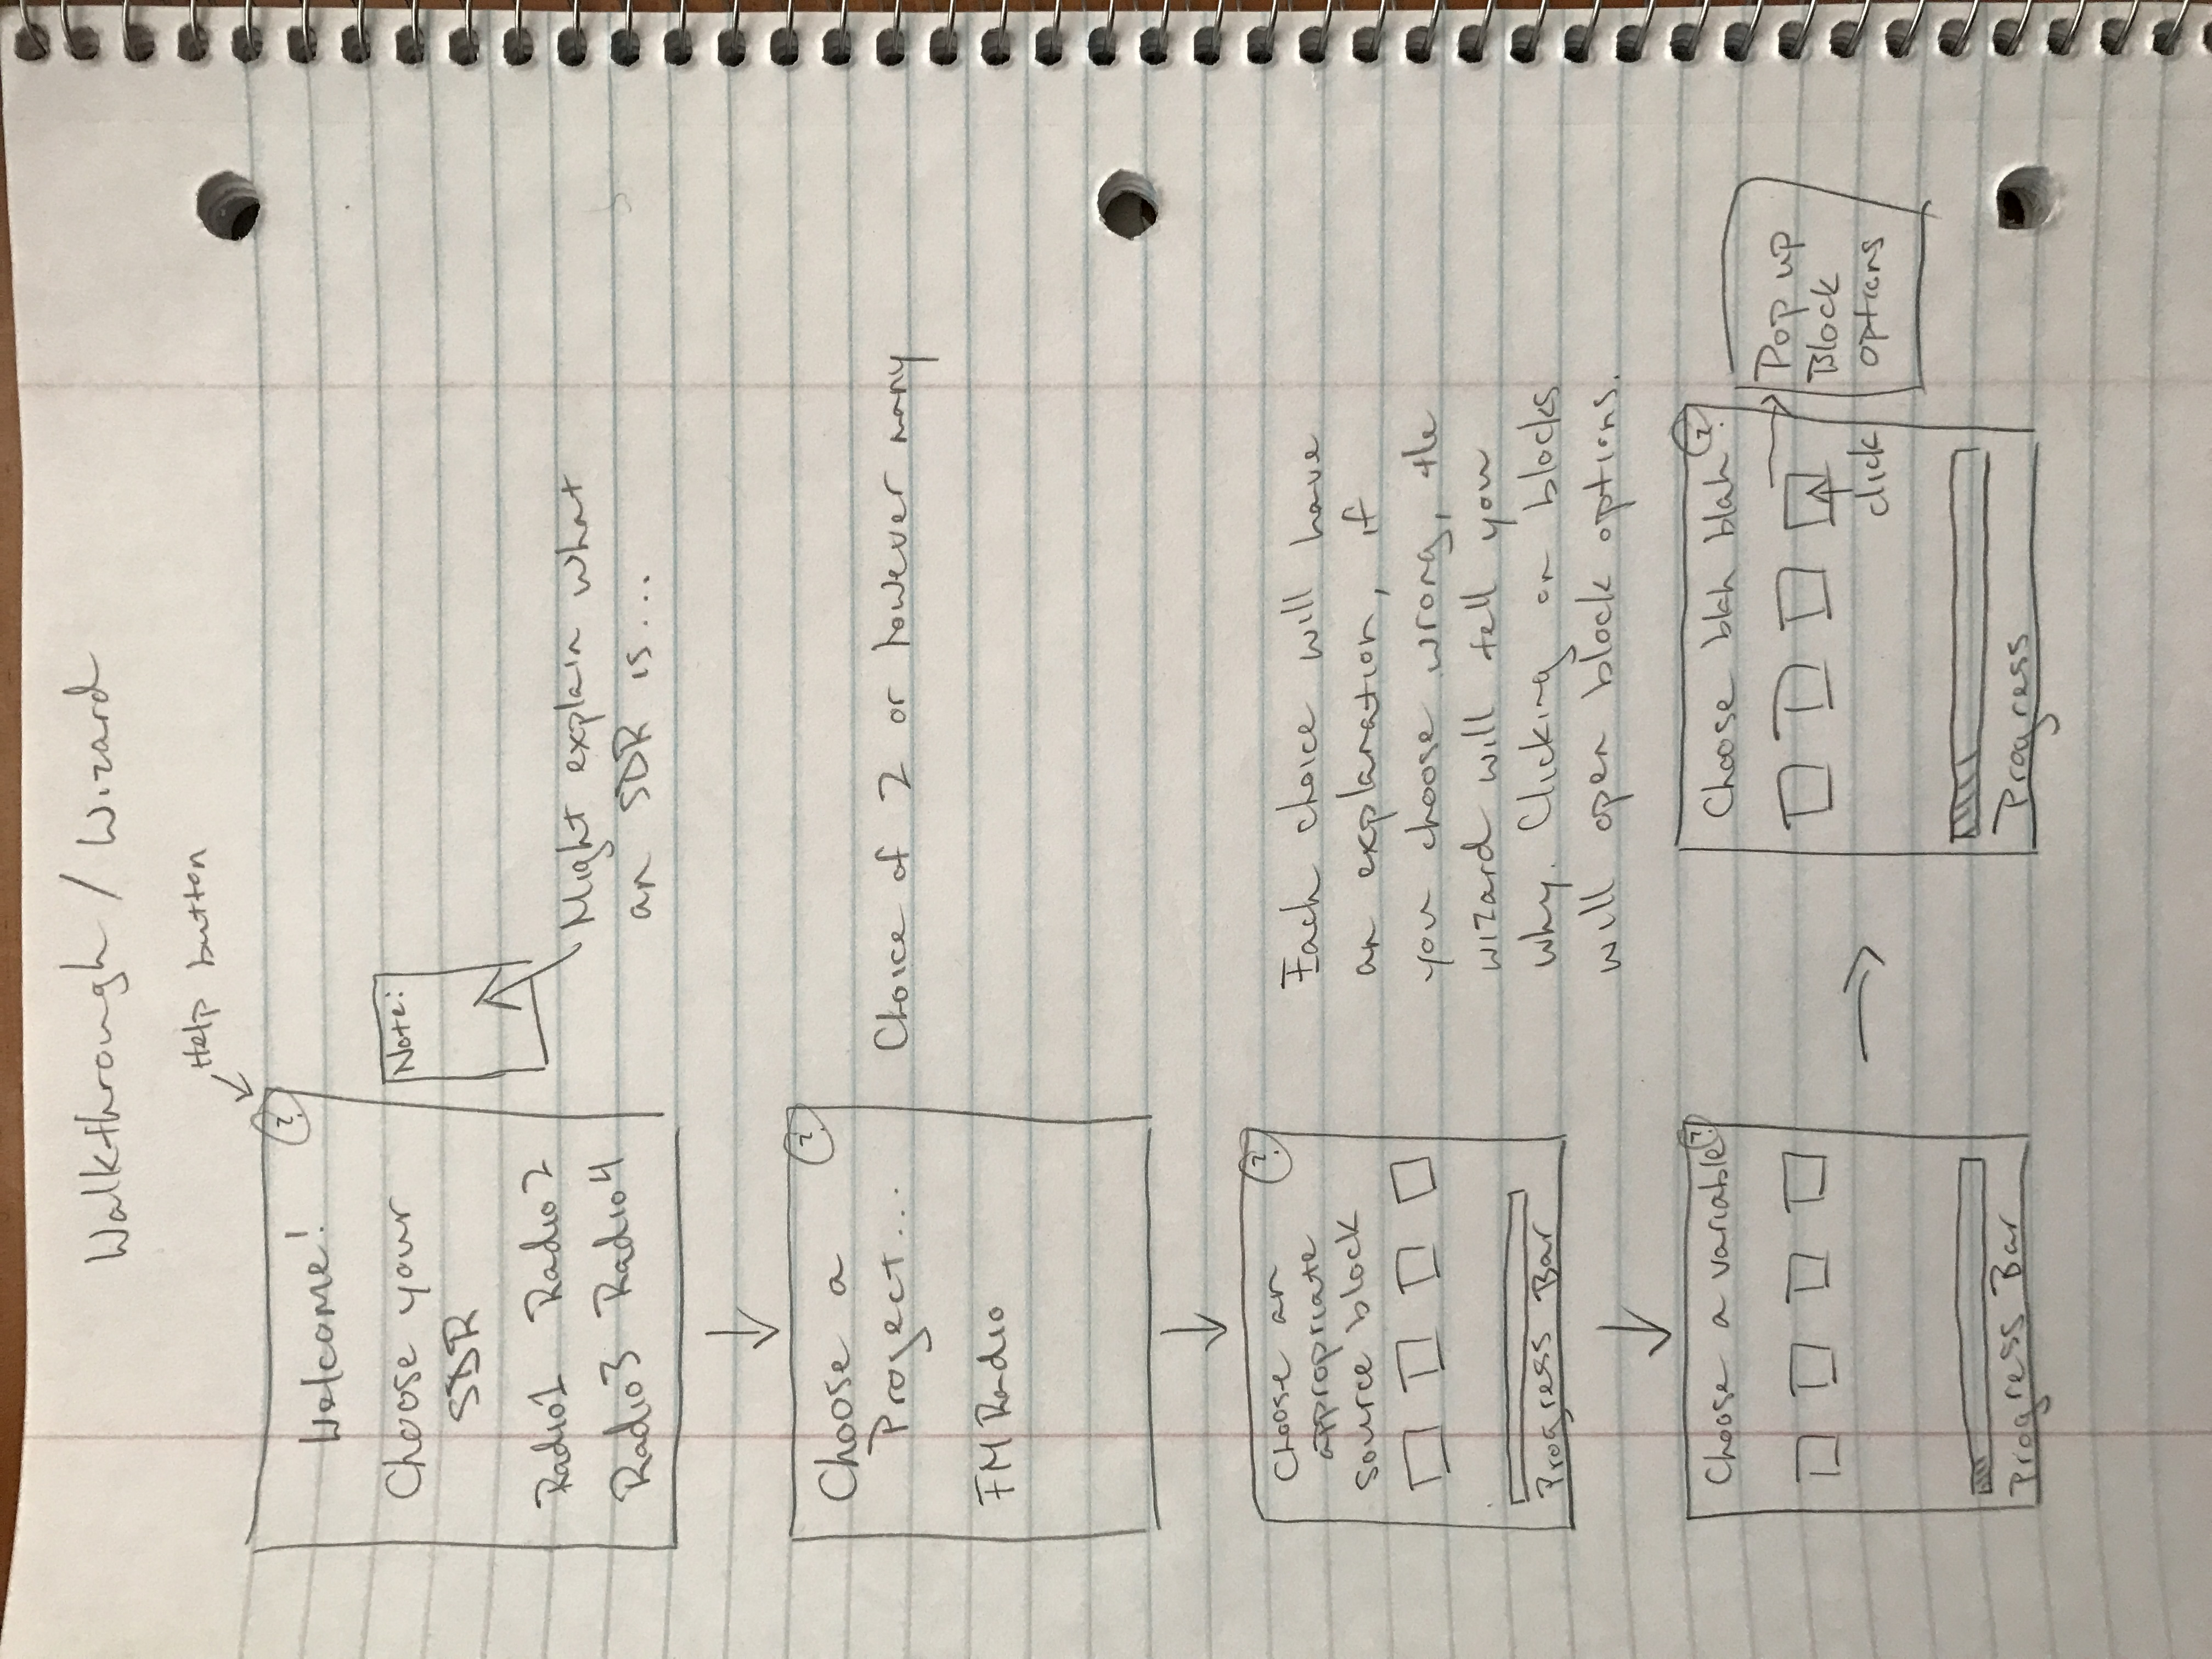 Walkthrough / Wizard
Help button
?
Welcome!
Choose your
SDR
Radio1 Radio2
Radio3 Radio4
Note:
Might explain what
an SDR is...
?
Choose a
Project...
FM Radio
Choice of 2 or however many
?
Choose an
appropriate
source block
Progress Bar
Each choice will have
an explanation, if
you choose wrong, the
wizard will tell you
why. Clicking on blocks
will open block options.
?
Choose a variable
Progress Bar
?
Choose blah blah
click
Progress
Pop up
Block
options